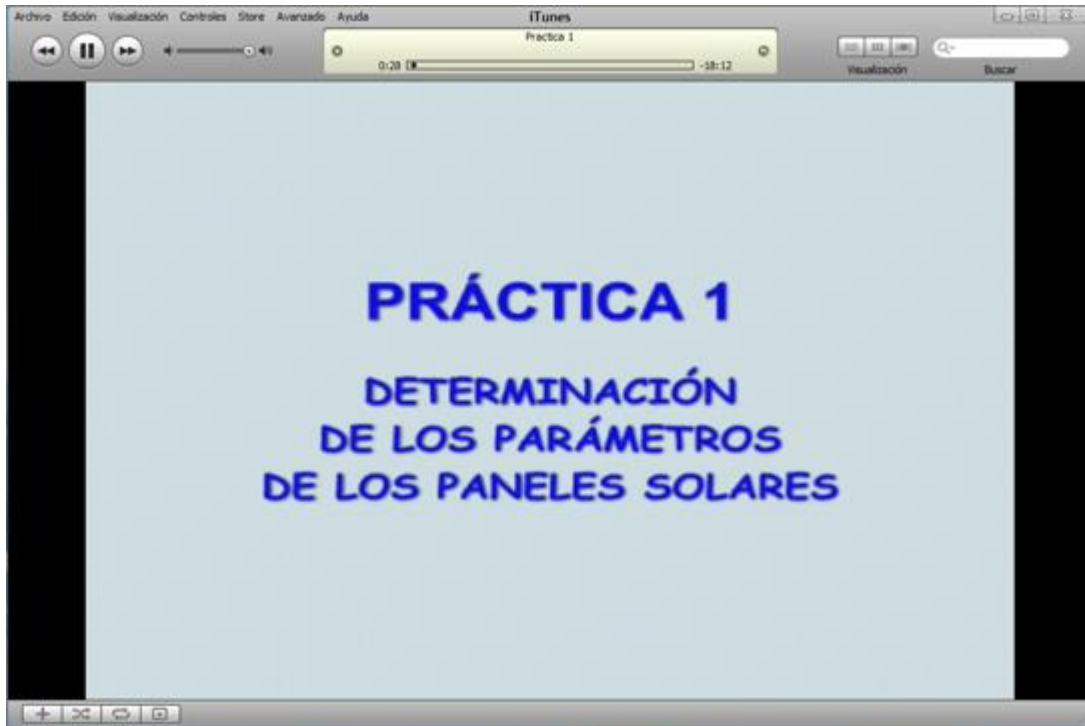 Archivo Edición Visualización Controles Store Avanzado Ayuda
iTunes
Practica 1
0:28 -18:12
Visualización
Buscar
PRÁCTICA 1
DETERMINACIÓN
DE LOS PARÁMETROS
DE LOS PANELES SOLARES